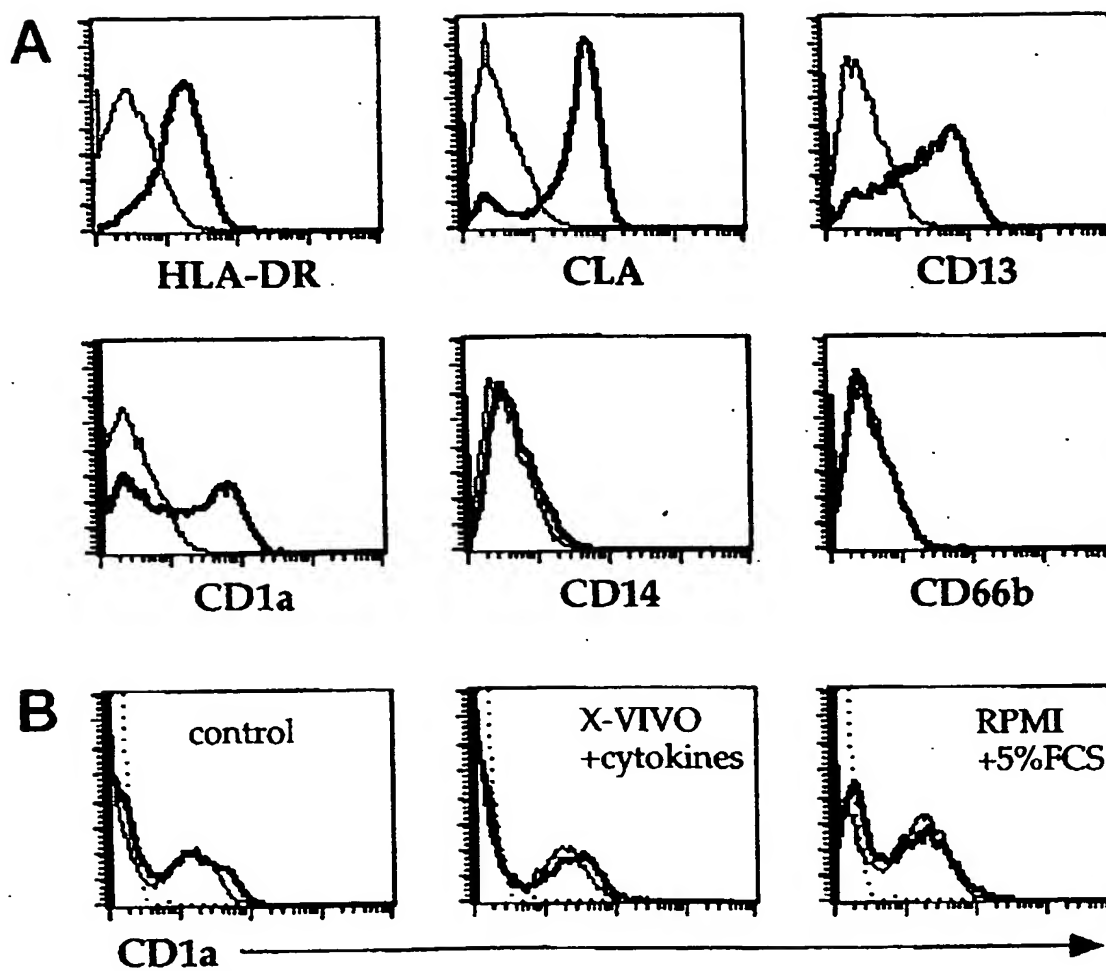 A
HLA-DR
CLA
CD13
CD1a
CD14
CD66b
B
control
X-VIVO
+cytokines
RPMI
+5%FCS
CD1a